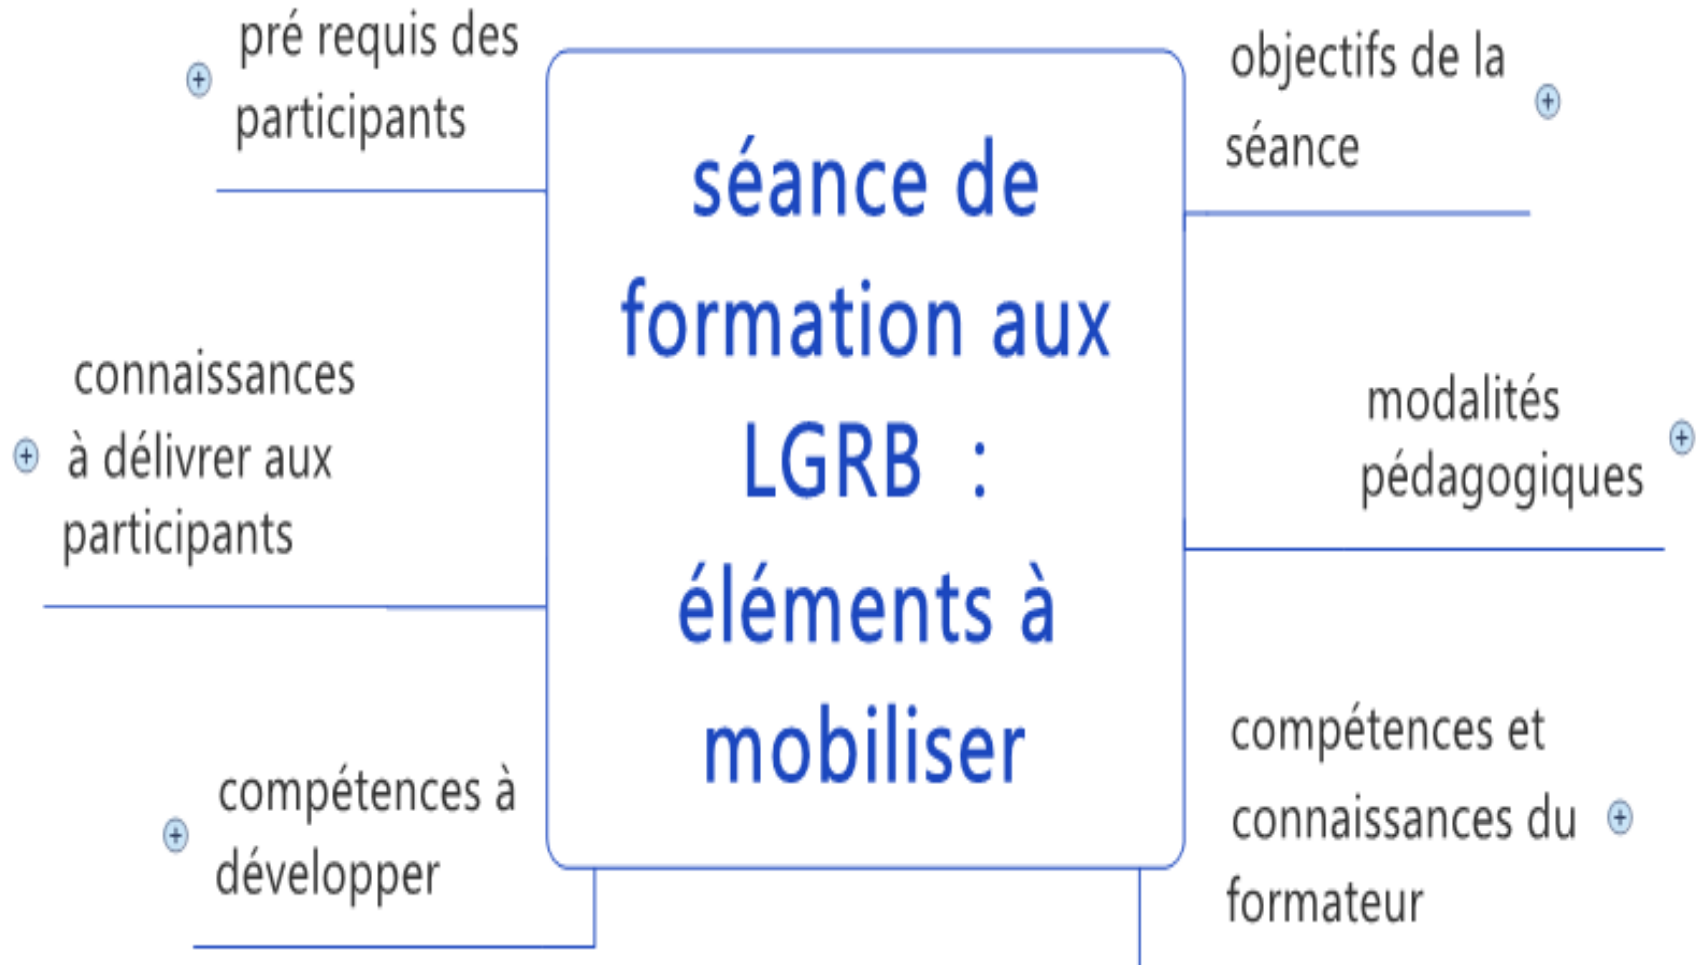 pré requis des
participants
connaissances
à délivrer aux
participants
compétences à
développer
séance de
formation aux
LGRB :
éléments à
mobiliser
objectifs de la
séance
modalités
pédagogiques
compétences et
connaissances du
formateur